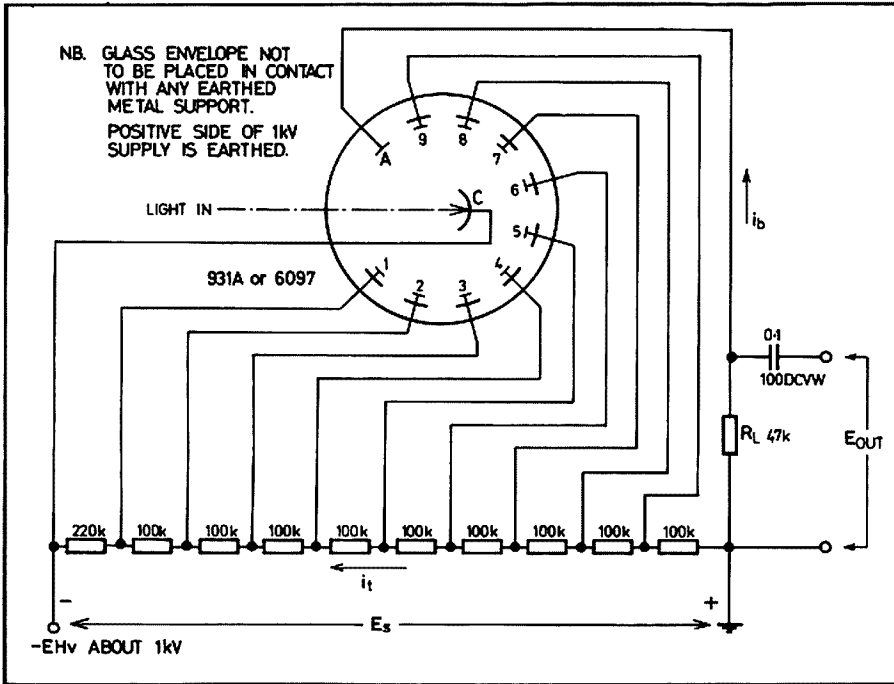 NB. GLASS ENVELOPE NOT
TO BE PLACED IN CONTACT
WITH ANY EARTHED
METAL SUPPORT.
POSITIVE SIDE OF 1kV
SUPPLY IS EARTHED.
A
9
8
7
6
5
4
3
2
1
C
LIGHT IN
931A or 6097
ib
0·1
100DCVW
RL 47k
EOUT
220k 100k 100k 100k 100k 100k 100k 100k 100k 100k
it
- Es +
-EHv ABOUT 1kV